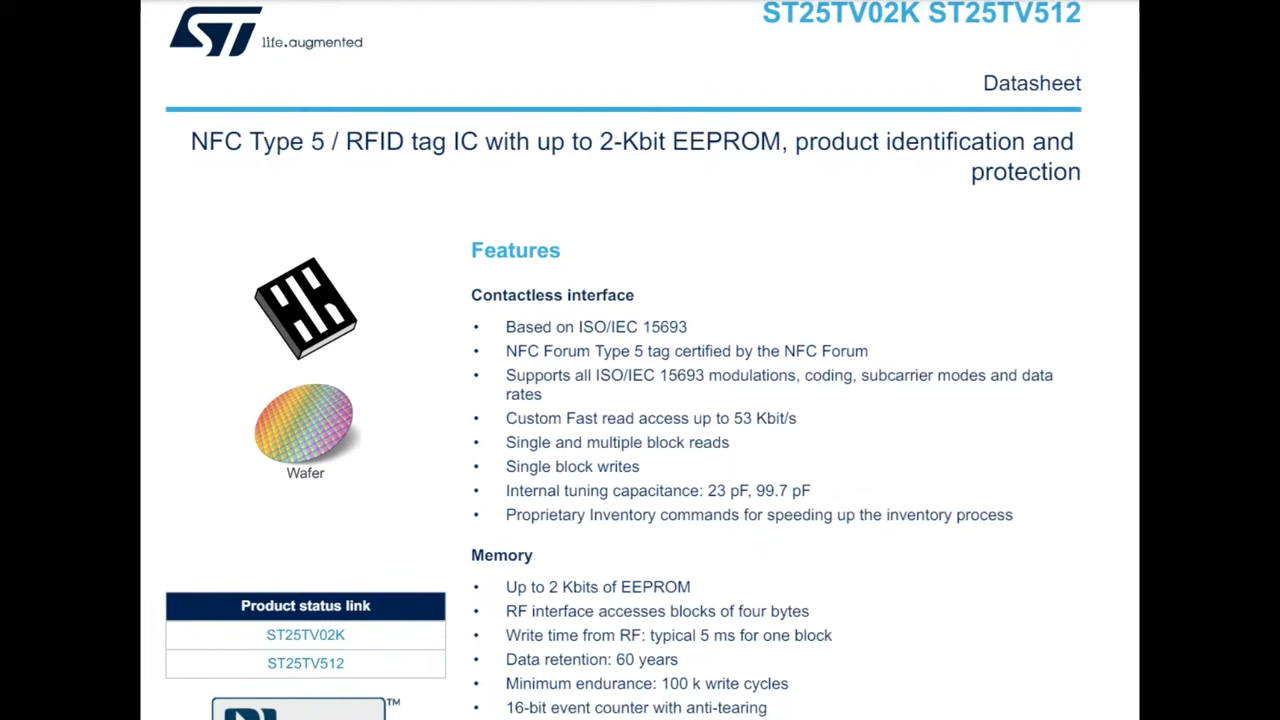 ST25TV02K ST25TV512
ST life.augmented
Datasheet
NFC Type 5 / RFID tag IC with up to 2-Kbit EEPROM, product identification and
protection
Features
Contactless interface
• Based on ISO/IEC 15693
• NFC Forum Type 5 tag certified by the NFC Forum
• Supports all ISO/IEC 15693 modulations, coding, subcarrier modes and data
rates
• Custom Fast read access up to 53 Kbit/s
• Single and multiple block reads
• Single block writes
• Internal tuning capacitance: 23 pF, 99.7 pF
• Proprietary Inventory commands for speeding up the inventory process
Memory
• Up to 2 Kbits of EEPROM
• RF interface accesses blocks of four bytes
• Write time from RF: typical 5 ms for one block
• Data retention: 60 years
• Minimum endurance: 100 k write cycles
• 16-bit event counter with anti-tearing
Wafer
Product status link
ST25TV02K
ST25TV512
TM